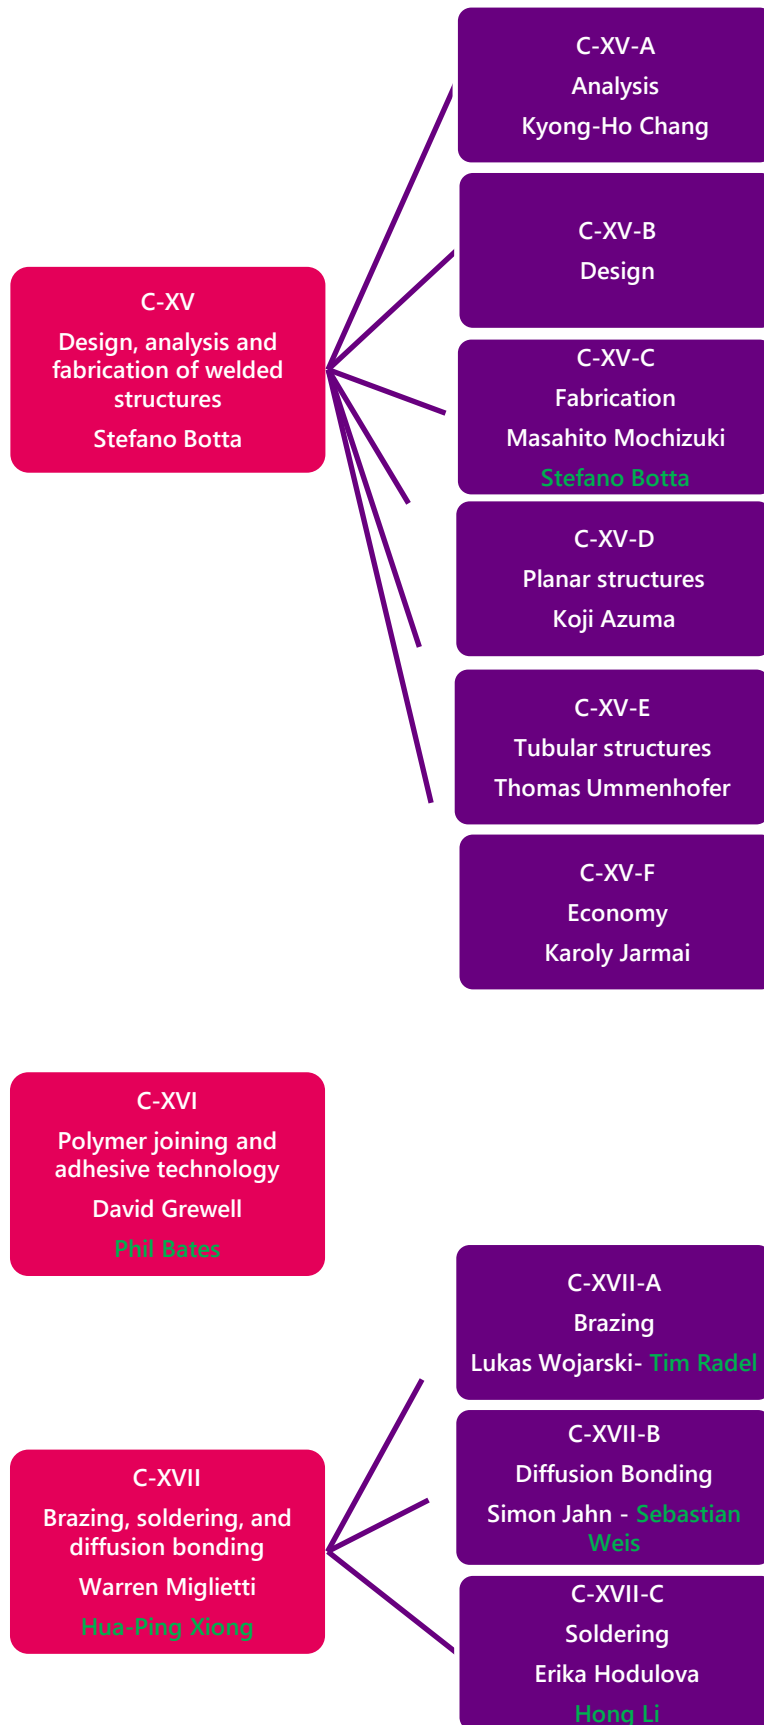 C-XV-A
Analysis
Kyong-Ho Chang
C-XV-B
Design
C-XV
Design, analysis and
fabrication of welded
structures
Stefano Botta
C-XV-C
Fabrication
Masahito Mochizuki
Stefano Botta
C-XV-D
Planar structures
Koji Azuma
C-XV-E
Tubular structures
Thomas Ummenhofer
C-XV-F
Economy
Karoly Jarmai
C-XVI
Polymer joining and
adhesive technology
David Grewell
Phil Bates
C-XVII-A
Brazing
Lukas Wojarski- Tim Radel
C-XVII-B
Diffusion Bonding
Simon Jahn - Sebastian
Weis
C-XVII
Brazing, soldering, and
diffusion bonding
Warren Miglietti
Hua-Ping Xiong
C-XVII-C
Soldering
Erika Hodulova
Hong Li